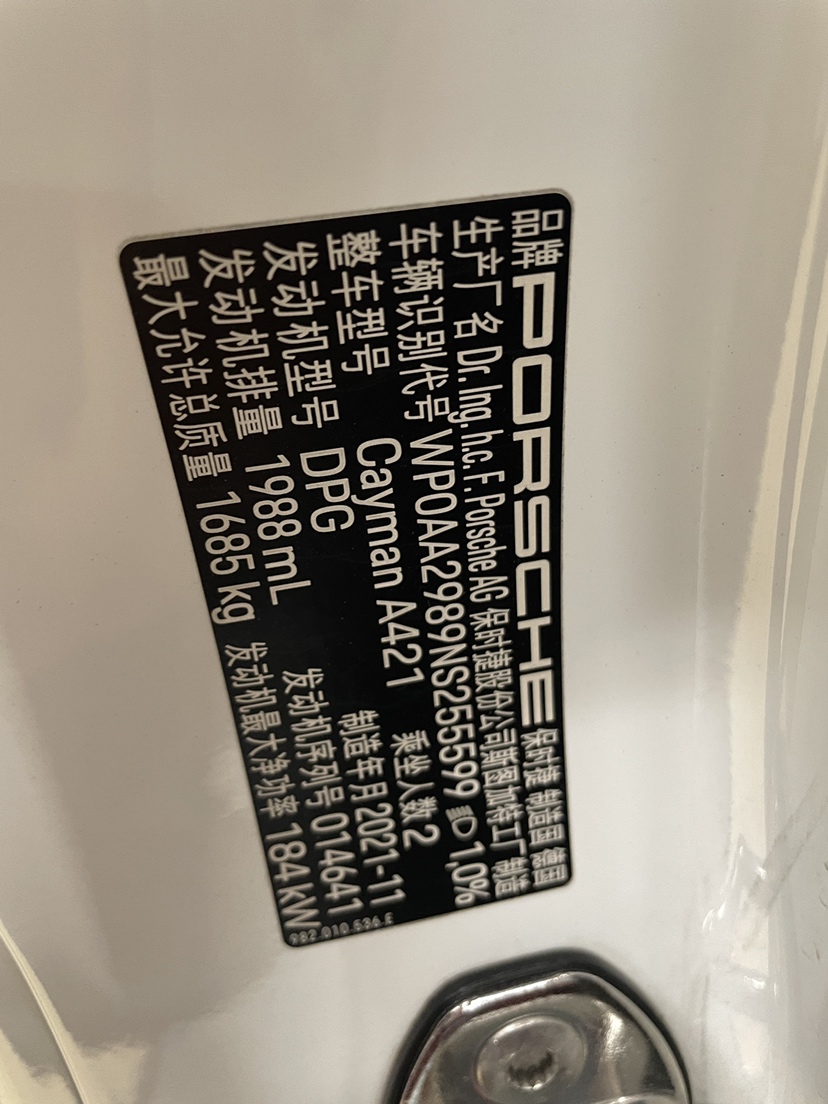 品牌 PORSCHE 保时捷 制造国 德国
生产厂名 Dr. Ing. h.c. F. Porsche AG 保时捷股份公司斯图加特工厂 制造
车辆识别代号 WP0AA2989NS255599 1,0%
整车型号 Cayman A421 乘坐人数 2
发动机型号 DPG 制造年月 2021-11
发动机排量 1988 mL 发动机序列号 014641
最大允许总质量 1685 kg 发动机最大净功率 184 kW
982.010.536.E